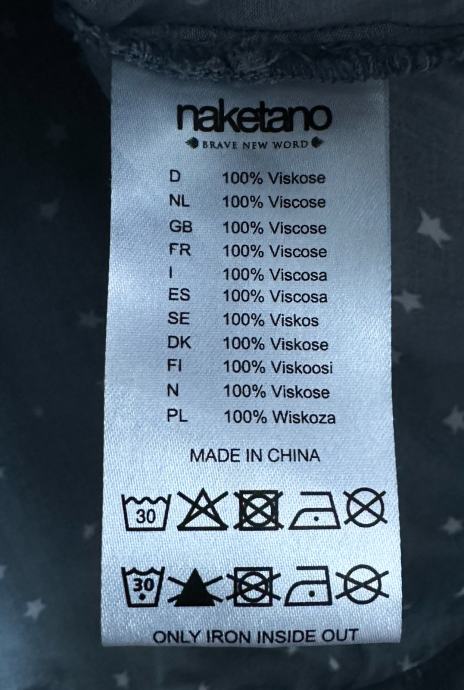 naketano
BRAVE NEW WORD
D 100% Viskose
NL 100% Viscose
GB 100% Viscose
FR 100% Viscose
I 100% Viscosa
ES 100% Viscosa
SE 100% Viskos
DK 100% Viskose
FI 100% Viskoosi
N 100% Viskose
PL 100% Wiskoza
MADE IN CHINA
30
30
ONLY IRON INSIDE OUT